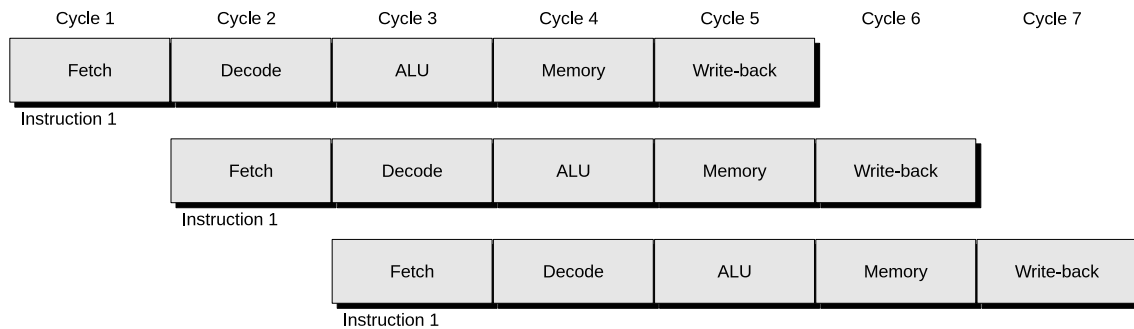 Cycle 1 Cycle 2 Cycle 3 Cycle 4 Cycle 5 Cycle 6 Cycle 7
Fetch Decode ALU Memory Write-back
Instruction 1
Fetch Decode ALU Memory Write-back
Instruction 1
Fetch Decode ALU Memory Write-back
Instruction 1